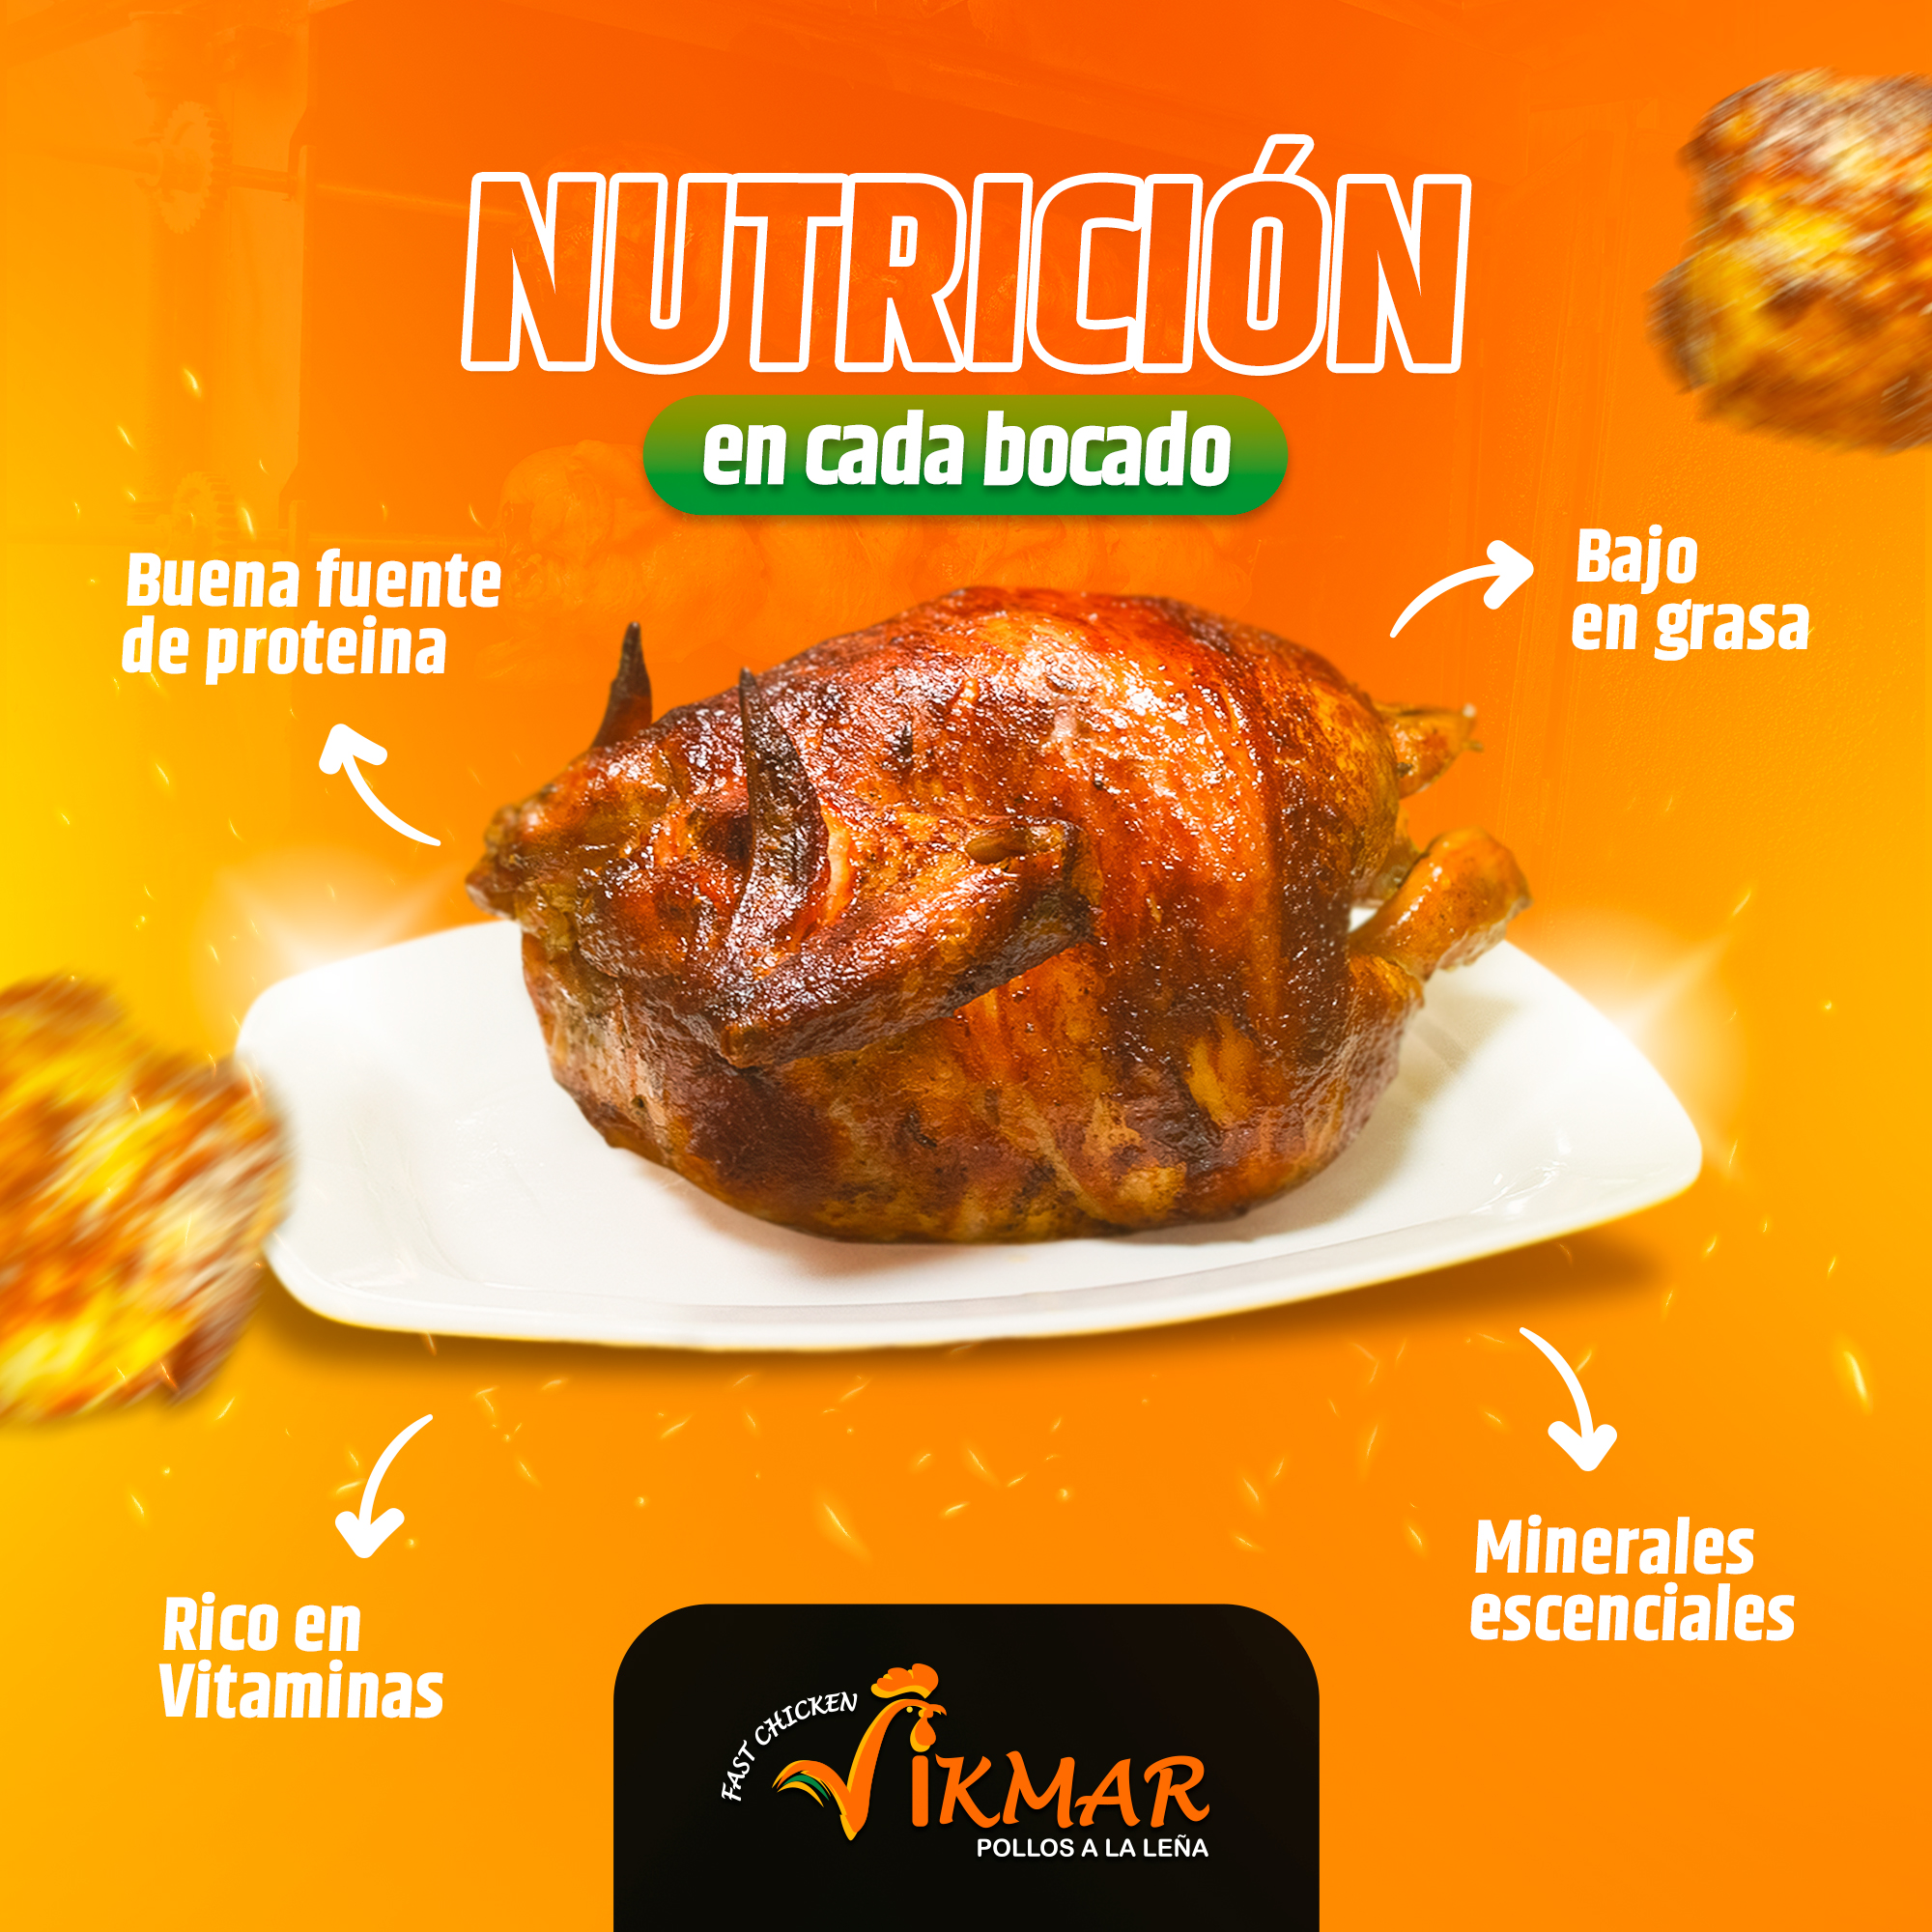 NUTRICIÓN
en cada bocado
Buena fuente
de proteina
Bajo
en grasa
Rico en
Vitaminas
Minerales
escenciales
FAST CHICKEN
VIKMAR
POLLOS A LA LEÑA